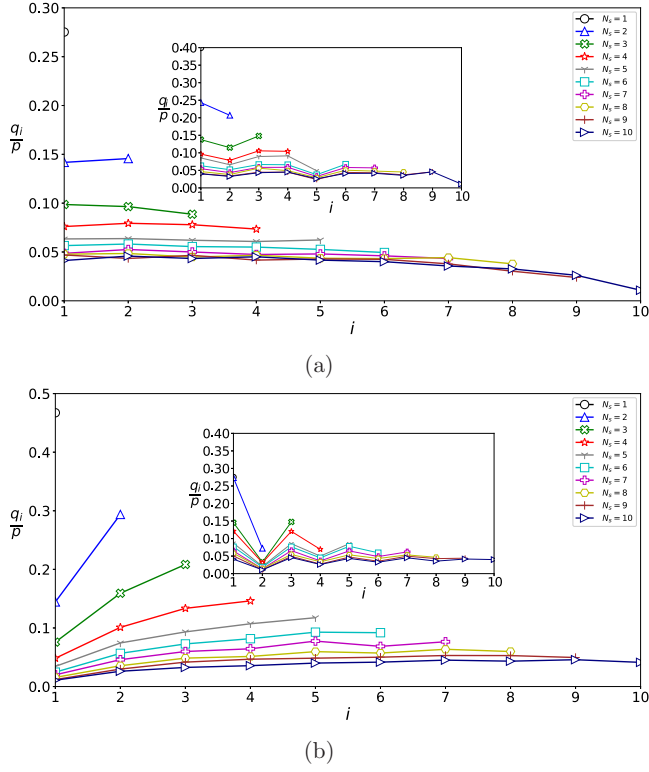 0.30
0.25
0.20
0.15
0.10
0.05
0.00
q_i/p
1 2 3 4 5 6 7 8 9 10
i
0.40
0.35
0.30
0.25
0.20
0.15
0.10
0.05
0.00
q_i/p
1 2 3 4 5 6 7 8 9 10
i
N_s = 1
N_s = 2
N_s = 3
N_s = 4
N_s = 5
N_s = 6
N_s = 7
N_s = 8
N_s = 9
N_s = 10
(a)
0.5
0.4
0.3
0.2
0.1
0.0
q_i/p
1 2 3 4 5 6 7 8 9 10
i
0.40
0.35
0.30
0.25
0.20
0.15
0.10
0.05
0.00
q_i/p
1 2 3 4 5 6 7 8 9 10
i
N_s = 1
N_s = 2
N_s = 3
N_s = 4
N_s = 5
N_s = 6
N_s = 7
N_s = 8
N_s = 9
N_s = 10
(b)